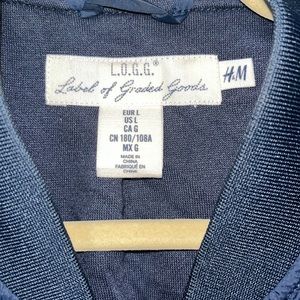 L.O.G.G.®
Label of Graded Goods
H&M
EUR L
US L
CA G
CN 180/108A
MX G
MADE IN
CHINA
FABRIQUÉ EN
CHINE